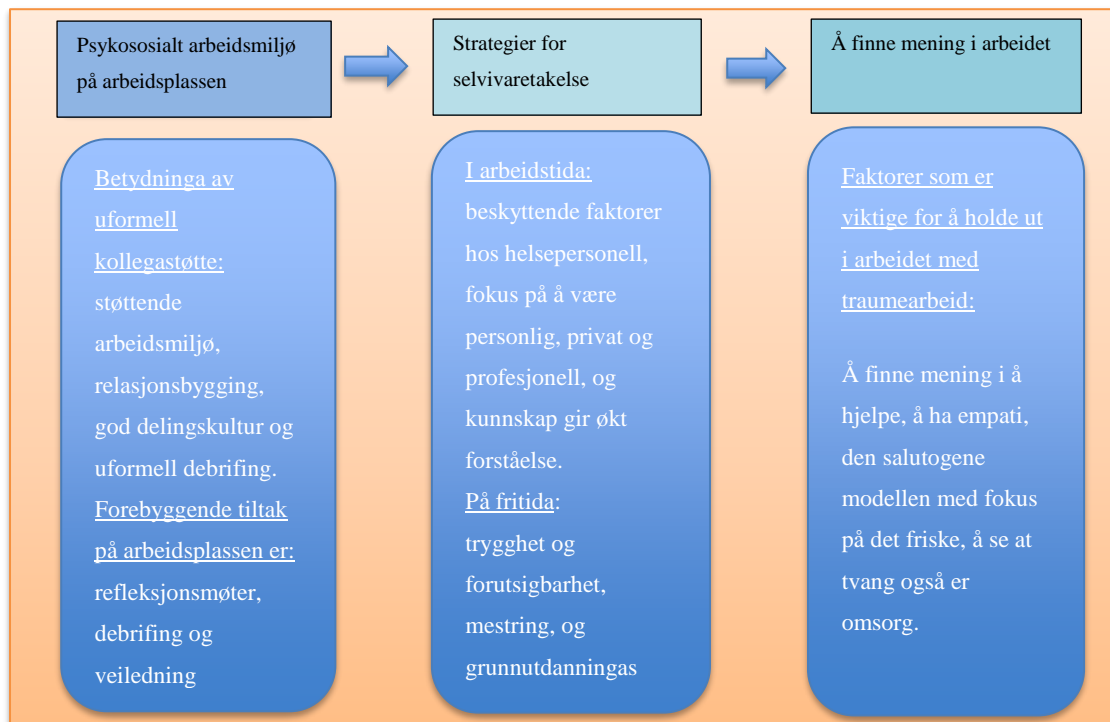 Psykososialt arbeidsmiljø
på arbeidsplassen
Strategier for
selvivaretakelse
Å finne mening i arbeidet
Betydninga av
uformell
kollegastøtte:
støttende
arbeidsmiljø,
relasjonsbygging,
god delingskultur og
uformell debrifing.
Forebyggende tiltak
på arbeidsplassen er:
refleksjonsmøter,
debrifing og
veiledning
I arbeidstida:
beskyttende faktorer
hos helsepersonell,
fokus på å være
personlig, privat og
profesjonell, og
kunnskap gir økt
forståelse.
På fritida:
trygghet og
forutsigbarhet,
mestring, og
grunnutdanningas
Faktorer som er
viktige for å holde ut
i arbeidet med
traumearbeid:
Å finne mening i å
hjelpe, å ha empati,
den salutogene
modellen med fokus
på det friske, å se at
tvang også er
omsorg.